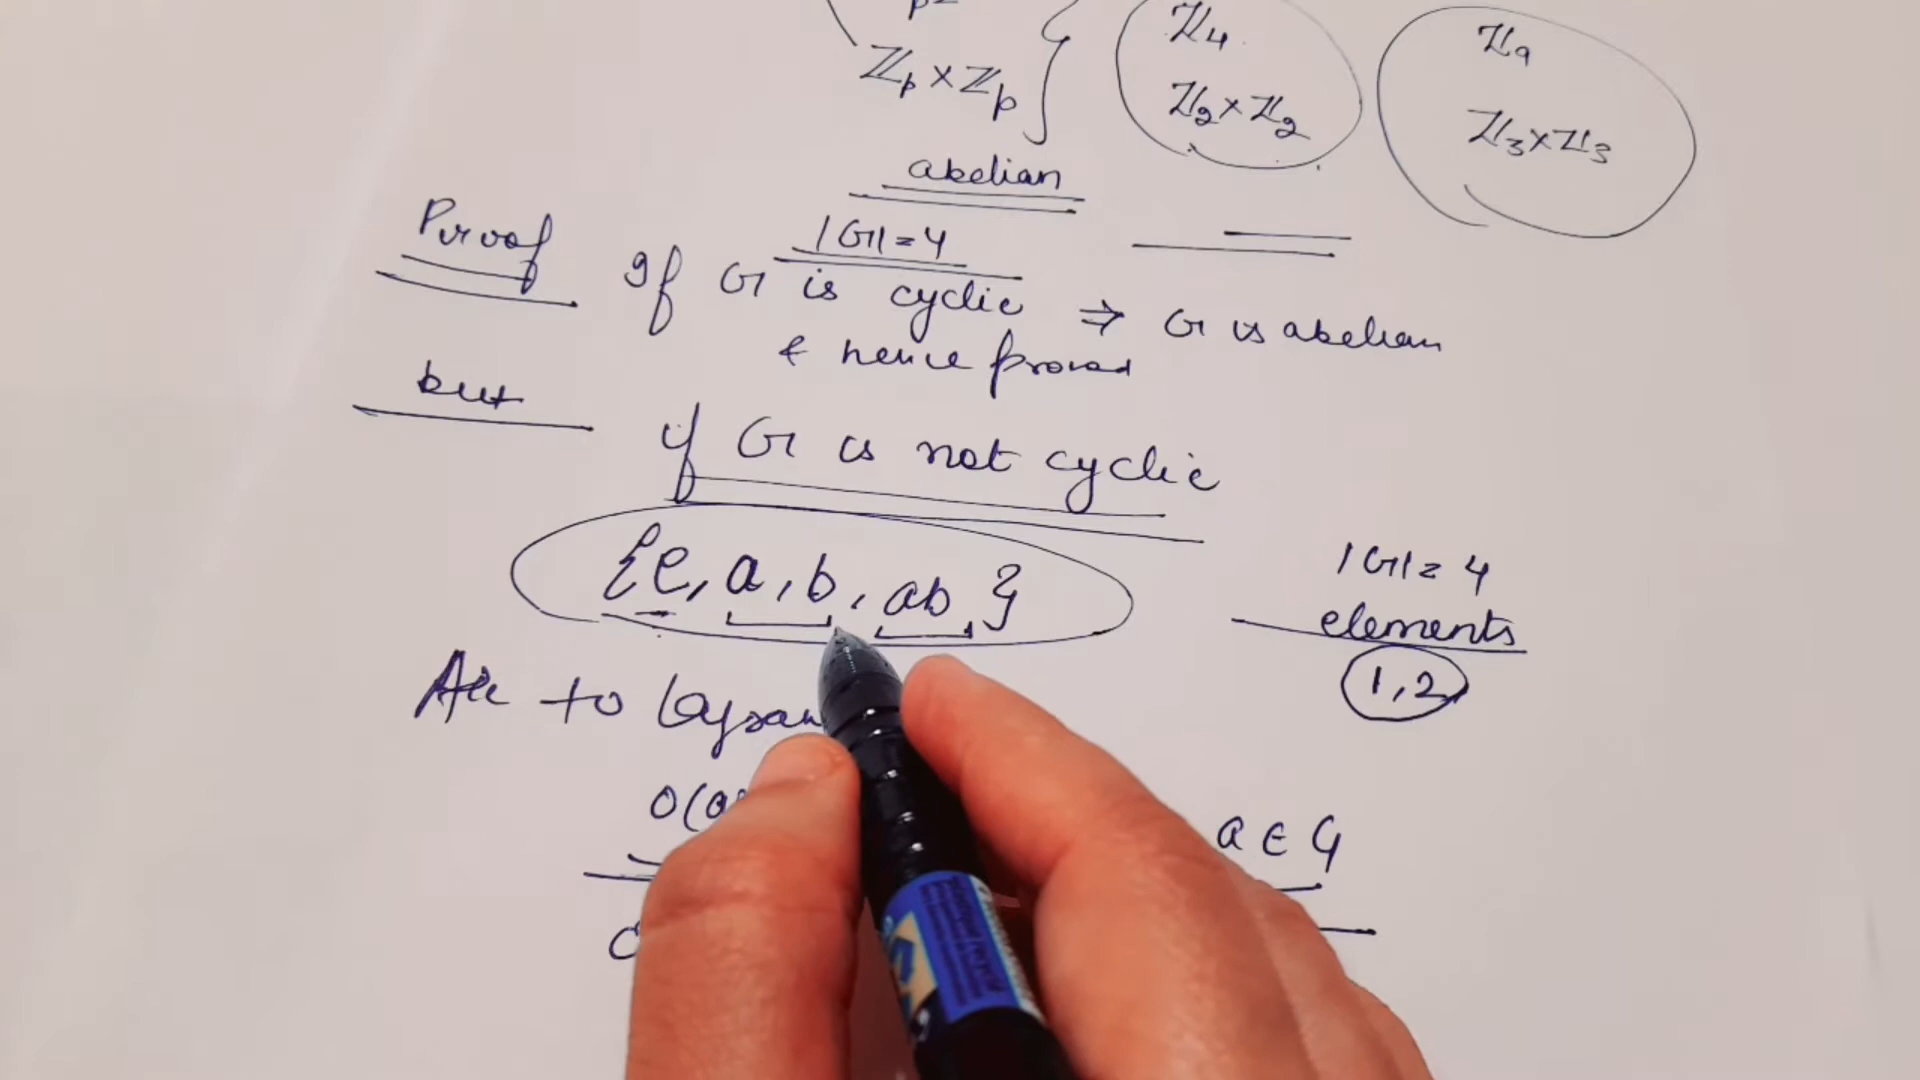 ℤp × ℤp }
ℤ4
ℤ2 × ℤ2
ℤ9
ℤ3 × ℤ3
abelian
|G| = 4
Proof If G is cyclic ⇒ G is abelian
& hence proved
but
if G is not cyclic
{e, a, b, ab}
|G| = 4
elements
1, 2
Acc to
O(a
a ∈ G